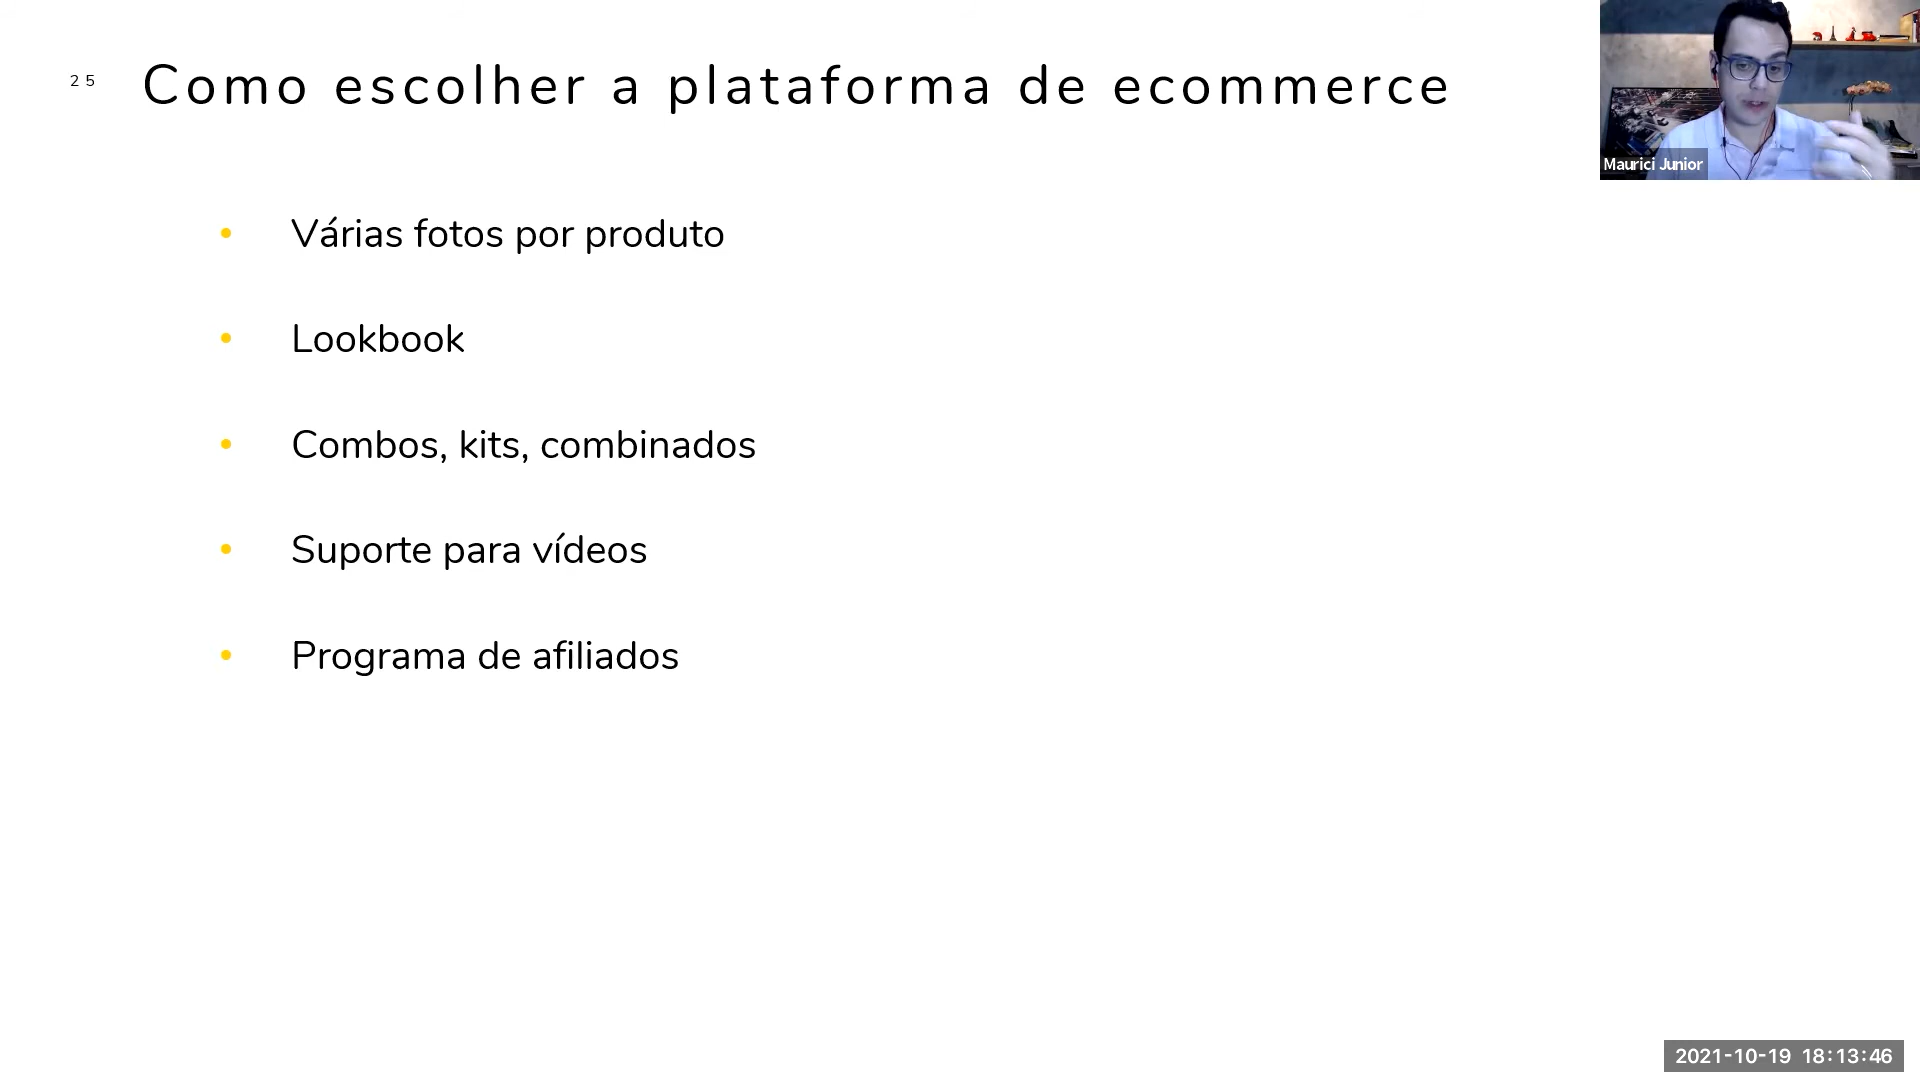 25
Como escolher a plataforma de ecommerce
Maurici Junior
• Várias fotos por produto
• Lookbook
• Combos, kits, combinados
• Suporte para vídeos
• Programa de afiliados
2021-10-19 18:13:46